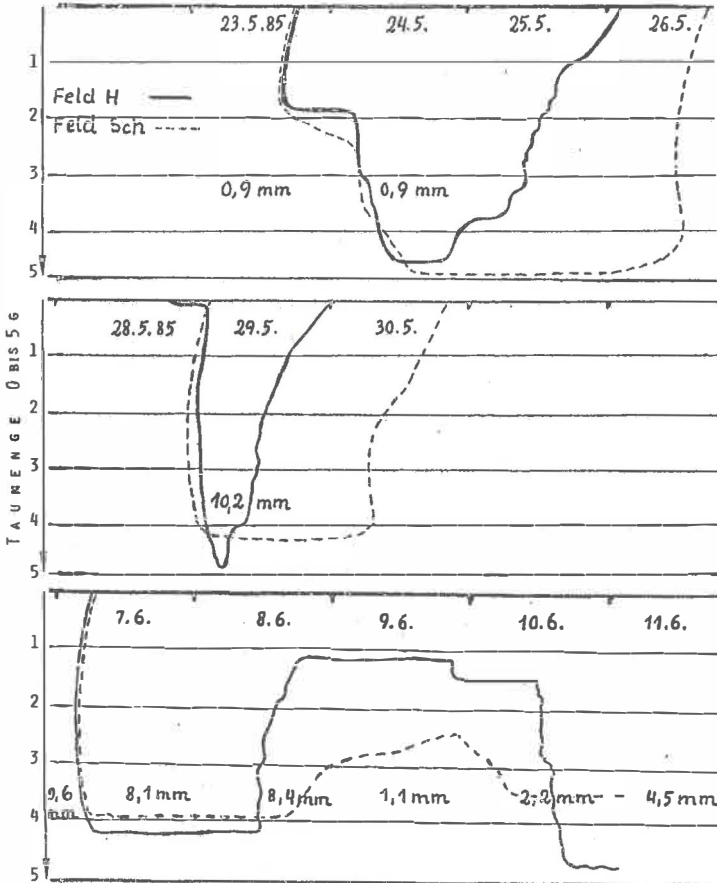 23.5.85 24.5. 25.5. 26.5.
1
Feld H
2
Feld Sch
3
0,9 mm 0,9 mm
4
5
TAUMENGE 0 BIS 5 G
28.5.85 29.5. 30.5.
1
2
3
10,2 mm
4
5
7.6. 8.6. 9.6. 10.6. 11.6.
1
2
3
0,6 8,1 mm 8,4 mm 1,1 mm 2,2 mm 4,5 mm
4 mm
5